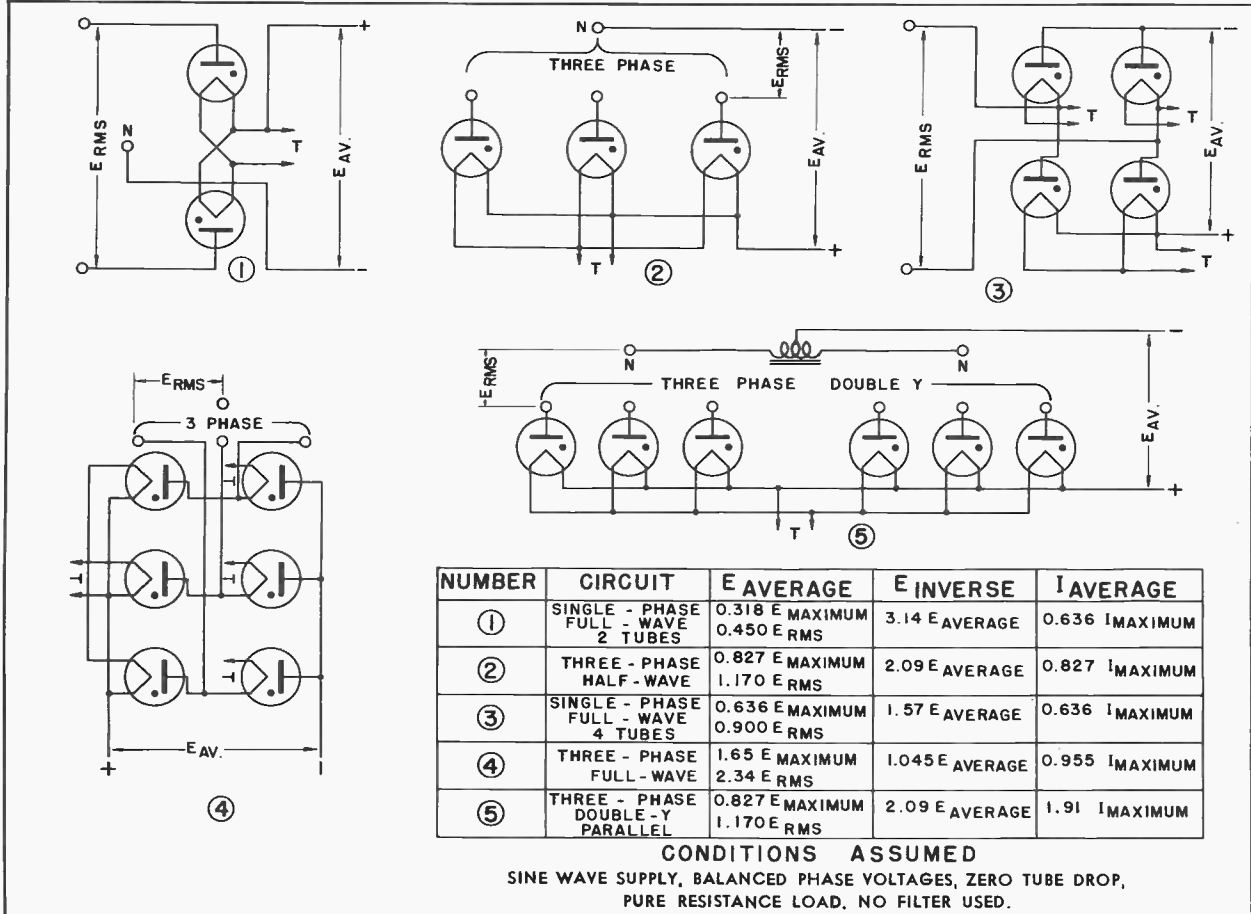 E RMS
N
T
E AV.
+
-
①
N
-
THREE PHASE
E RMS
E AV.
+
T
②
-
T
T
E RMS
E AV.
+
T
③
E RMS
3 PHASE
T
T
T
T
E AV.
+
-
④
-
N
N
E RMS
THREE PHASE DOUBLE Y
E AV.
+
T
⑤
NUMBER CIRCUIT E AVERAGE E INVERSE I AVERAGE
① SINGLE - PHASE FULL - WAVE 2 TUBES 0.318 E MAXIMUM 0.450 E RMS 3.14 E AVERAGE 0.636 I MAXIMUM
② THREE - PHASE HALF - WAVE 0.827 E MAXIMUM 1.170 E RMS 2.09 E AVERAGE 0.827 I MAXIMUM
③ SINGLE - PHASE FULL - WAVE 4 TUBES 0.636 E MAXIMUM 0.900 E RMS 1.57 E AVERAGE 0.636 I MAXIMUM
④ THREE - PHASE FULL - WAVE 1.65 E MAXIMUM 2.34 E RMS 1.045 E AVERAGE 0.955 I MAXIMUM
⑤ THREE - PHASE DOUBLE - Y PARALLEL 0.827 E MAXIMUM 1.170 E RMS 2.09 E AVERAGE 1.91 I MAXIMUM
CONDITIONS ASSUMED
SINE WAVE SUPPLY, BALANCED PHASE VOLTAGES, ZERO TUBE DROP,
PURE RESISTANCE LOAD, NO FILTER USED.